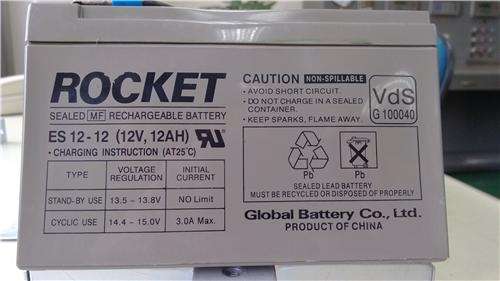 ROCKET
SEALED MF RECHARGEABLE BATTERY
ES 12-12 (12V, 12AH)
• CHARGING INSTRUCTION (AT25°C)
TYPE VOLTAGE REGULATION INITIAL CURRENT
STAND-BY USE 13.5 ~ 13.8V NO Limit
CYCLIC USE 14.4 ~ 15.0V 3.0A Max.
CAUTION NON-SPILLABLE
• AVOID SHORT CIRCUIT.
• DO NOT CHARGE IN A SEALED
CONTAINER.
• KEEP SPARKS, FLAME AWAY.
VdS
G 100040
Pb Pb
SEALED LEAD BATTERY
MUST BE RECYCLED OR DISPOSED OF PROPERLY
Global Battery Co., Ltd.
PRODUCT OF CHINA